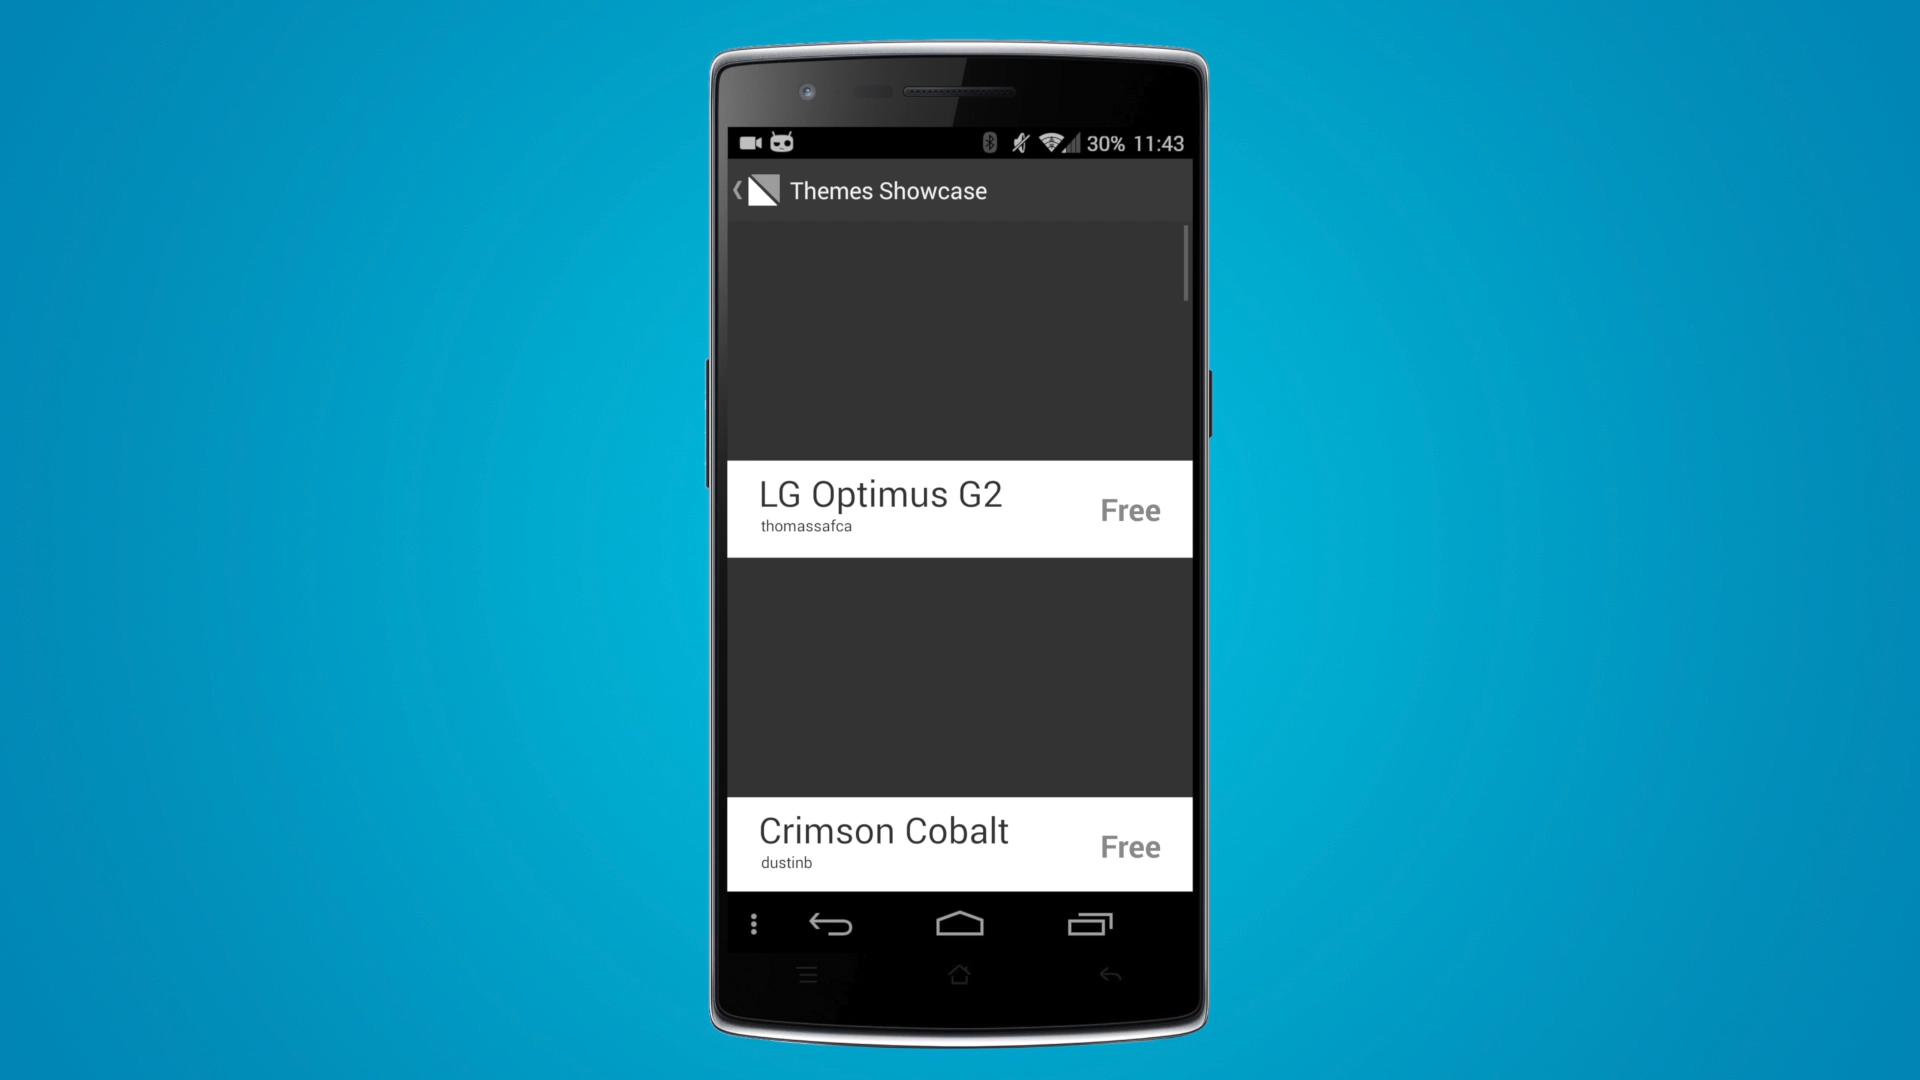 30% 11:43
Themes Showcase
LG Optimus G2
thomassafca
Free
Crimson Cobalt
dustinb
Free